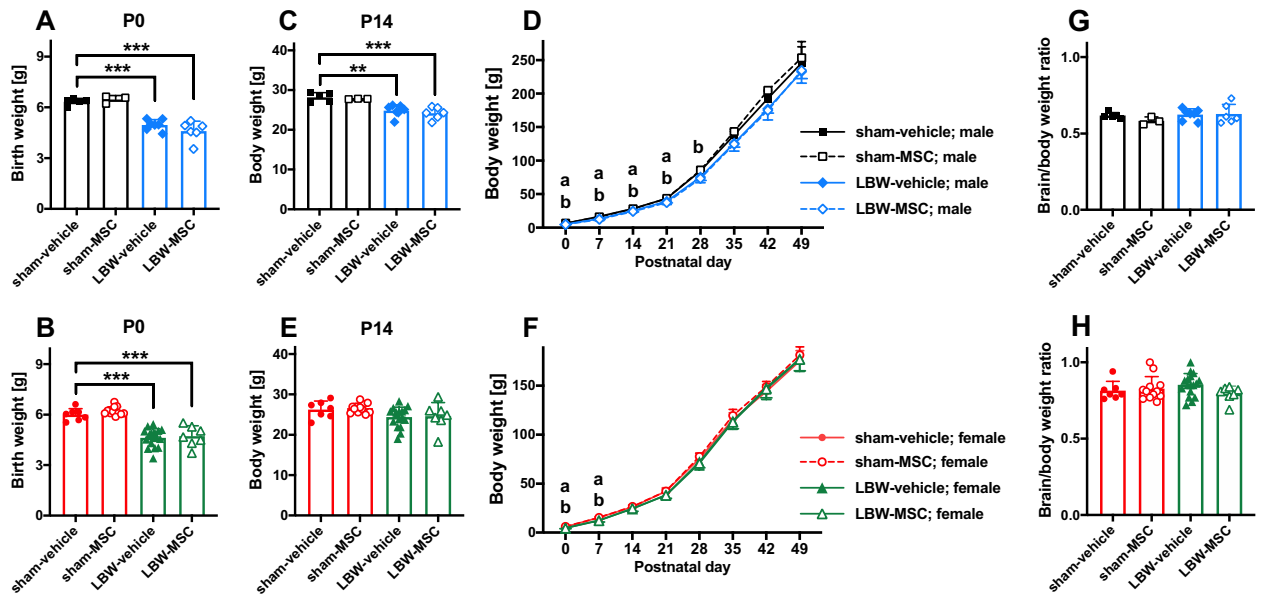 A
P0
Birth weight [g]
9
6
3
0
***
***
sham-vehicle
sham-MSC
LBW-vehicle
LBW-MSC
C
P14
Body weight [g]
40
30
20
10
0
***
**
sham-vehicle
sham-MSC
LBW-vehicle
LBW-MSC
D
Body weight [g]
250
200
150
100
50
0
a
b
a
b
a
b
a
b
b
0 7 14 21 28 35 42 49
Postnatal day
sham-vehicle; male
sham-MSC; male
LBW-vehicle; male
LBW-MSC; male
G
Brain/body weight ratio
1.0
0.5
0.0
sham-vehicle
sham-MSC
LBW-vehicle
LBW-MSC
B
P0
Birth weight [g]
9
6
3
0
***
***
sham-vehicle
sham-MSC
LBW-vehicle
LBW-MSC
E
P14
Body weight [g]
40
30
20
10
0
sham-vehicle
sham-MSC
LBW-vehicle
LBW-MSC
F
Body weight [g]
150
100
50
0
a
b
a
b
0 7 14 21 28 35 42 49
Postnatal day
sham-vehicle; female
sham-MSC; female
LBW-vehicle; female
LBW-MSC; female
H
Brain/body weight ratio
1.0
0.5
0.0
sham-vehicle
sham-MSC
LBW-vehicle
LBW-MSC